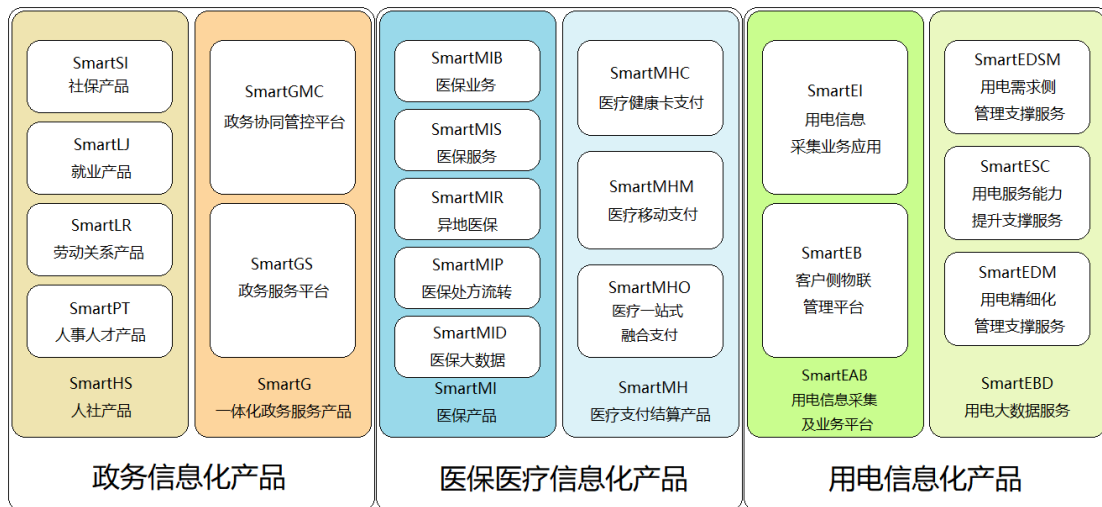 SmartSI
社保产品
SmartLJ
就业产品
SmartLR
劳动关系产品
SmartPT
人事人才产品
SmartHS
人社产品
SmartGMC
政务协同管控平台
SmartGS
政务服务平台
SmartG
一体化政务服务产品
政务信息化产品
SmartMIB
医保业务
SmartMIS
医保服务
SmartMIR
异地医保
SmartMIP
医保处方流转
SmartMID
医保大数据
SmartMI
医保产品
SmartMHC
医疗健康卡支付
SmartMHM
医疗移动支付
SmartMHO
医疗一站式
融合支付
SmartMH
医疗支付结算产品
医保医疗信息化产品
SmartEI
用电信息
采集业务应用
SmartEB
客户侧物联
管理平台
SmartEAB
用电信息采集
及业务平台
SmartEDSM
用电需求侧
管理支撑服务
SmartESC
用电服务能力
提升支撑服务
SmartEDM
用电精细化
管理支撑服务
SmartEBD
用电大数据服务
用电信息化产品